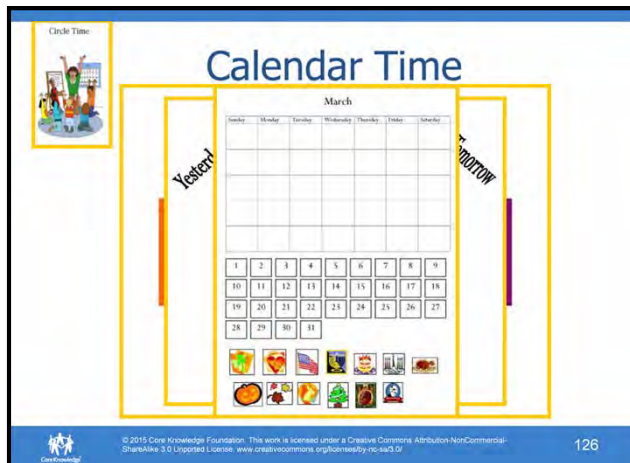 Circle Time
Calendar Time
March
Sunday Monday Tuesday Wednesday Thursday Friday Saturday
Yesterd
Tomorrow
1 2 3 4 5 6 7 8 9
10 11 12 13 14 15 16 17 18
19 20 21 22 23 24 25 26 27
28 29 30 31
CoreKnowledge
© 2015 Core Knowledge Foundation. This work is licensed under a Creative Commons Attribution-NonCommercial-
ShareAlike 3.0 Unported License. www.creativecommons.org/licenses/by-nc-sa/3.0/
126